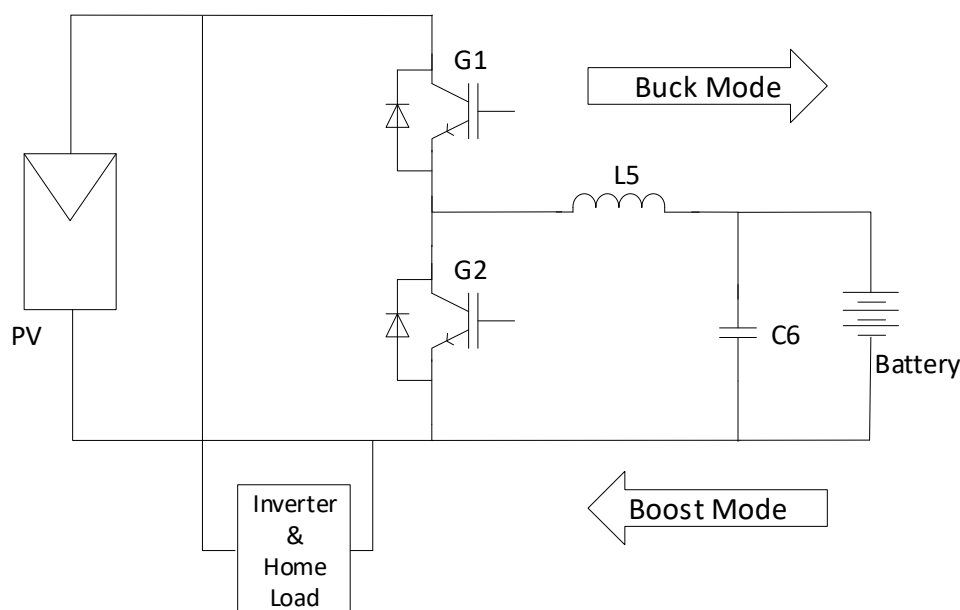 G1
Buck Mode
L5
G2
PV
C6
Battery
Boost Mode
Inverter
&
Home
Load